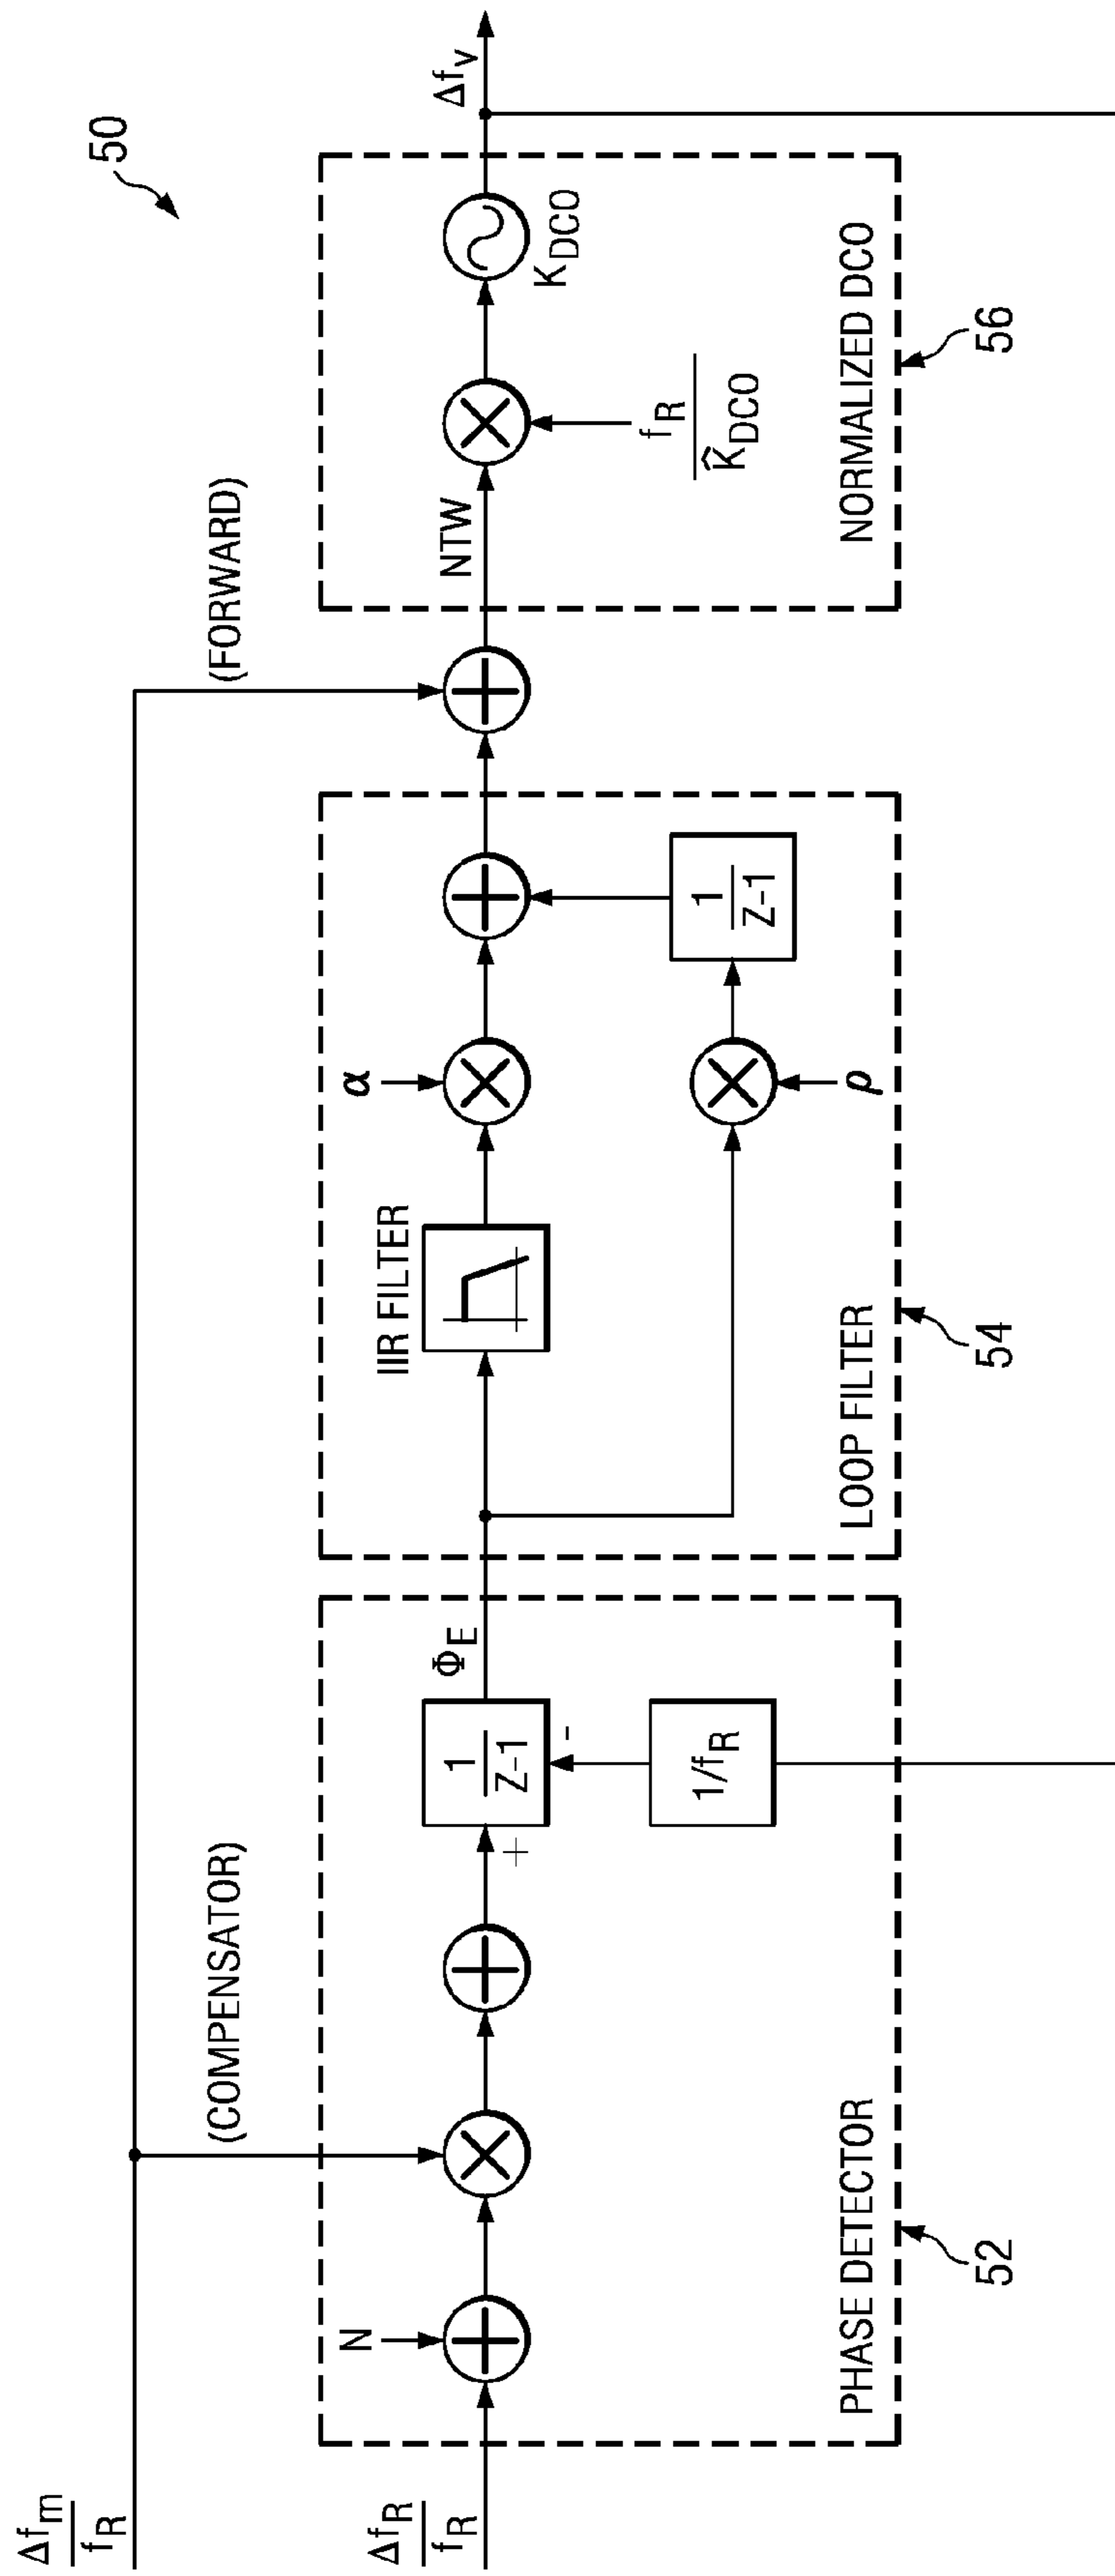 50
Δf_m / f_R
(COMPENSATOR)
(FORWARD)
Δf_R / f_R
N
+
-
1 / Z-1
Φ_E
1/f_R
PHASE DETECTOR
52
IIR FILTER
α
ρ
1 / Z-1
LOOP FILTER
54
NTW
f_R / K̂_DCO
K_DCO
NORMALIZED DCO
56
Δf_v